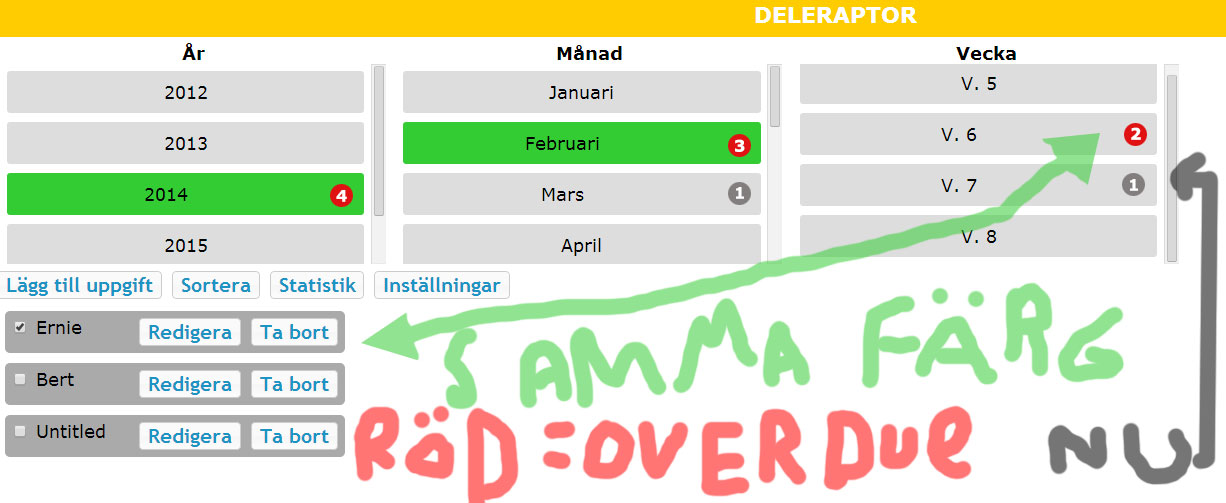 DELERAPTOR
År Månad Vecka
2012 Januari V. 5
2013 Februari 3 V. 6 2
2014 4 Mars 1 V. 7 1
2015 April V. 8
Lägg till uppgift Sortera Statistik Inställningar
Ernie Redigera Ta bort
SAMMA FÄRG
Bert Redigera Ta bort
Untitled Redigera Ta bort
RÖD=OVERDUE NU